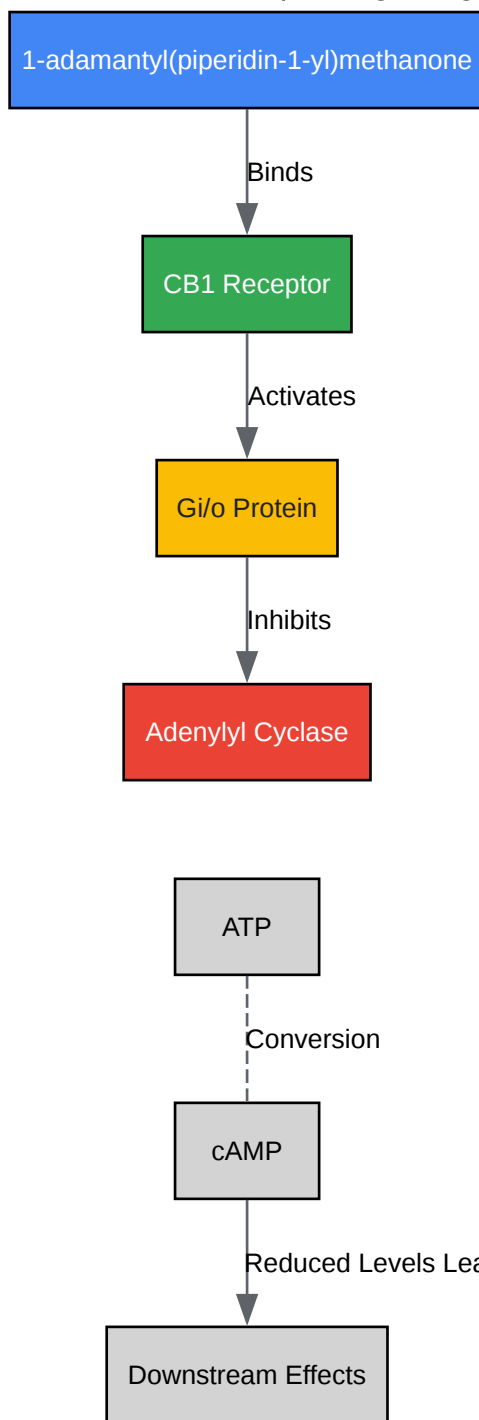 1-adamantyl(piperidin-1-yl)methanone
Binds
CB1 Receptor
Activates
Gi/o Protein
Inhibits
Adenylyl Cyclase
ATP
Conversion
cAMP
Reduced Levels
Downstream Effects